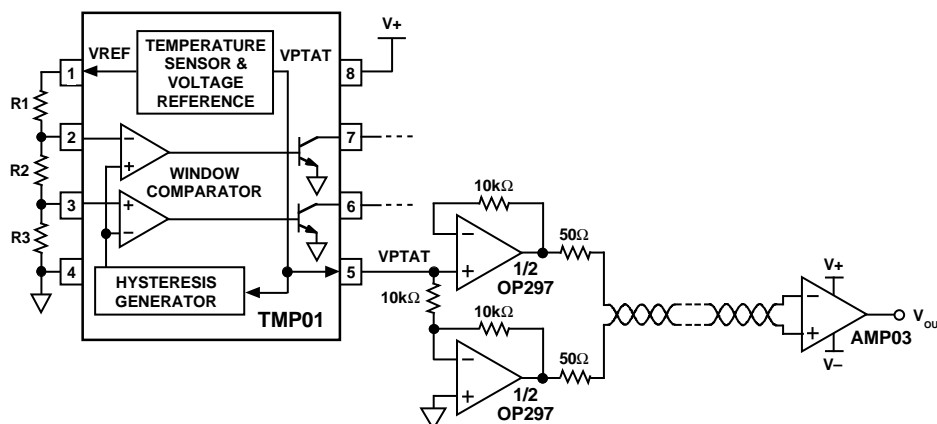 TEMPERATURE
SENSOR &
VOLTAGE
REFERENCE
VREF
VPTAT
V+
1
8
R1
2
7
R2
WINDOW
COMPARATOR
3
6
R3
4
5
HYSTERESIS
GENERATOR
TMP01
VPTAT
10kΩ
10kΩ
1/2
OP297
50Ω
10kΩ
1/2
OP297
50Ω
V+
V–
AMP03